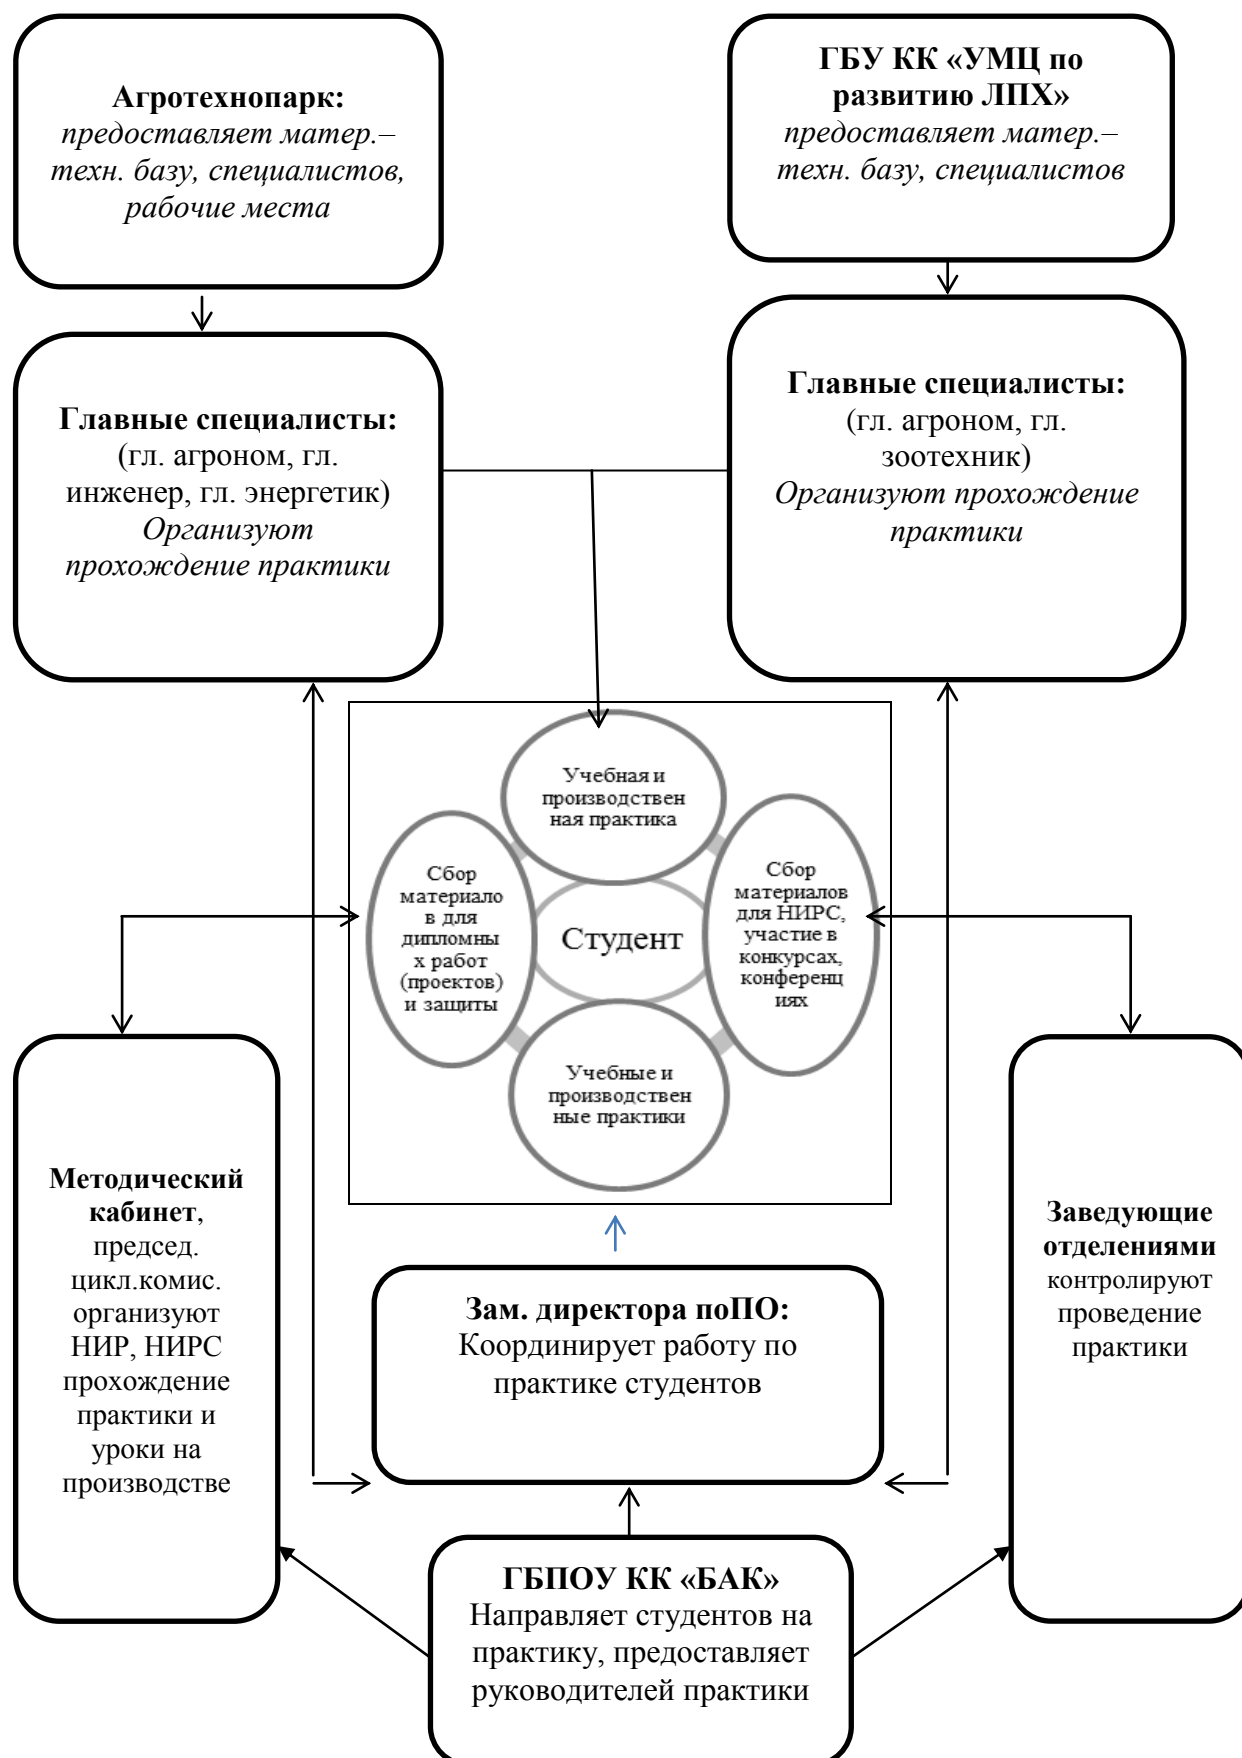 Агротехнопарк:
предоставляет матер.–
техн. базу, специалистов,
рабочие места
ГБУ КК «УМЦ по
развитию ЛПХ»
предоставляет матер.–
техн. базу, специалистов
Главные специалисты:
(гл. агроном, гл.
инженер, гл. энергетик)
Организуют
прохождение практики
Главные специалисты:
(гл. агроном, гл.
зоотехник)
Организуют прохождение
практики
Учебная и
производствен
ная практика
Сбор
материало
в для
дипломны
х работ
(проектов)
и защиты
Студент
Сбор
материалов
для НИРС,
участие в
конкурсах,
конференц
иях
Учебные и
производствен
ные практики
Методический
кабинет,
председ.
цикл.комис.
организуют
НИР, НИРС
прохождение
практики и
уроки на
производстве
Зам. директора поПО:
Координирует работу по
практике студентов
Заведующие
отделениями
контролируют
проведение
практики
ГБПОУ КК «БАК»
Направляет студентов на
практику, предоставляет
руководителей практики